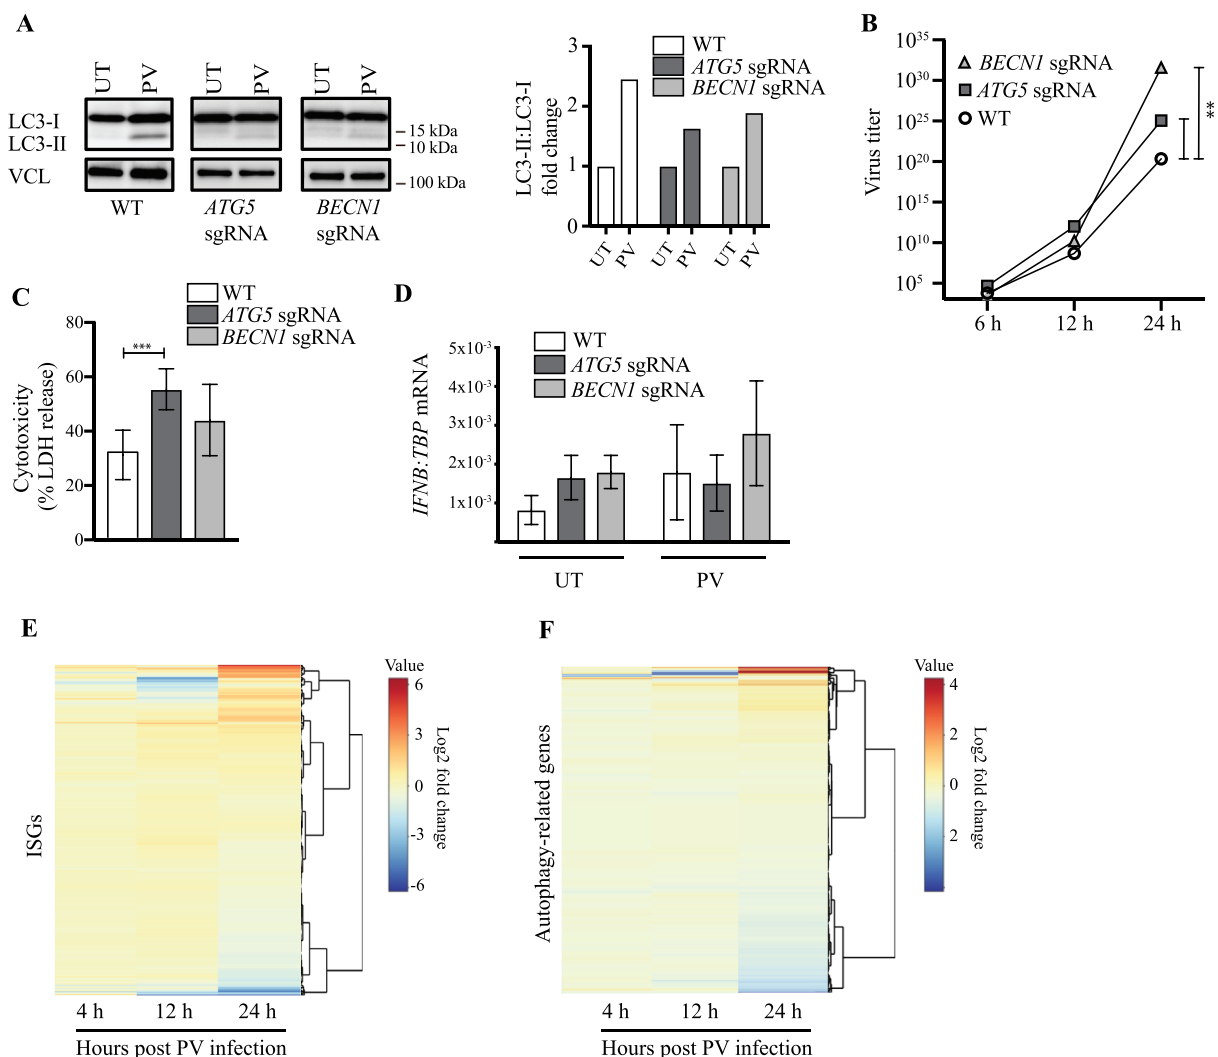 A
UT
PV
UT
PV
UT
PV
LC3-I
LC3-II
VCL
15 kDa
10 kDa
100 kDa
WT
ATG5
sgRNA
BECN1
sgRNA
LC3-II:LC3-I
fold change
3
2
1
0
WT
ATG5 sgRNA
BECN1 sgRNA
UT
PV
UT
PV
UT
PV
B
Virus titer
10^35
10^30
10^25
10^20
10^15
10^10
10^5
BECN1 sgRNA
ATG5 sgRNA
WT
**
6 h
12 h
24 h
C
WT
ATG5 sgRNA
BECN1 sgRNA
Cytotoxicity
(% LDH release)
80
60
40
20
0
***
D
IFNB:TBP mRNA
5x10^-3
4x10^-3
3x10^-3
2x10^-3
1x10^-3
WT
ATG5 sgRNA
BECN1 sgRNA
UT
PV
E
ISGs
Value
6
3
0
-3
-6
Log2 fold change
4 h
12 h
24 h
Hours post PV infection
F
Autophagy-related genes
Value
4
2
0
2
Log2 fold change
4 h
12 h
24 h
Hours post PV infection